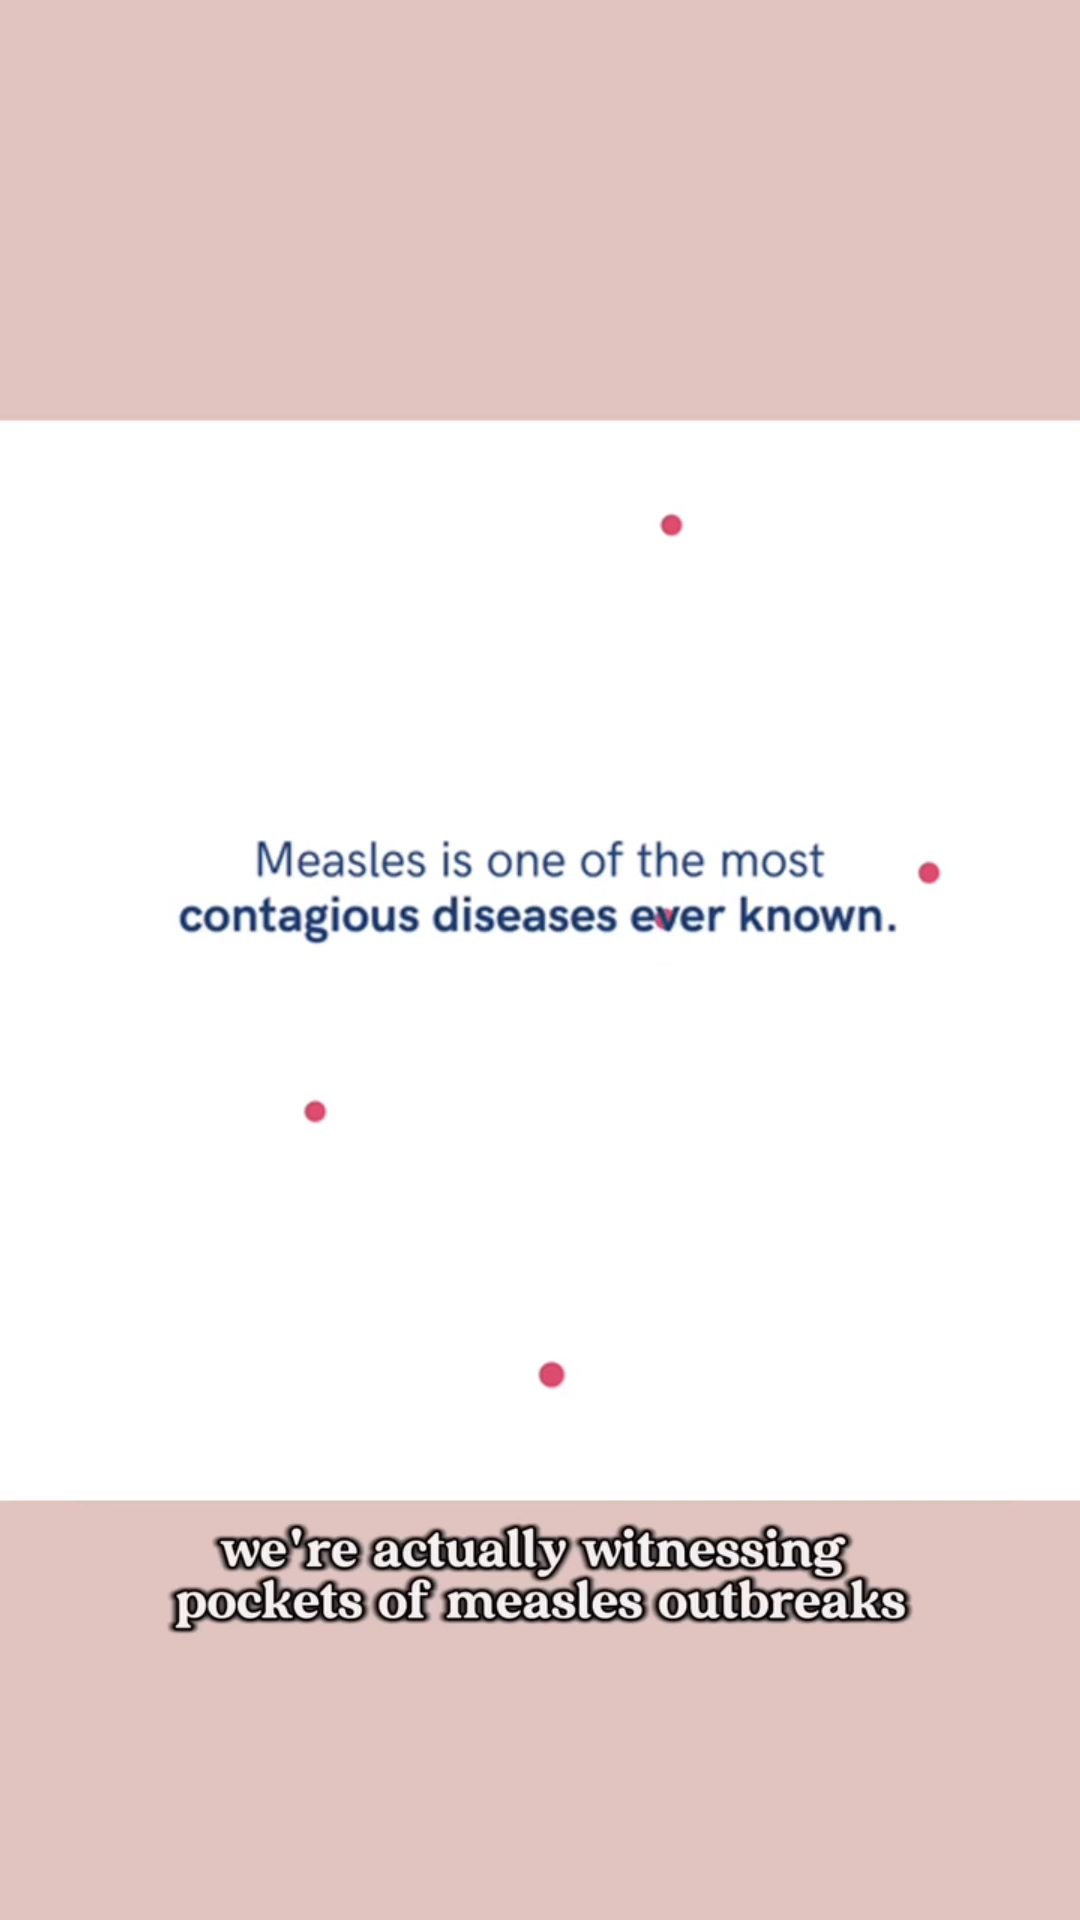 Measles is one of the most
contagious diseases ever known.
we're actually witnessing
pockets of measles outbreaks